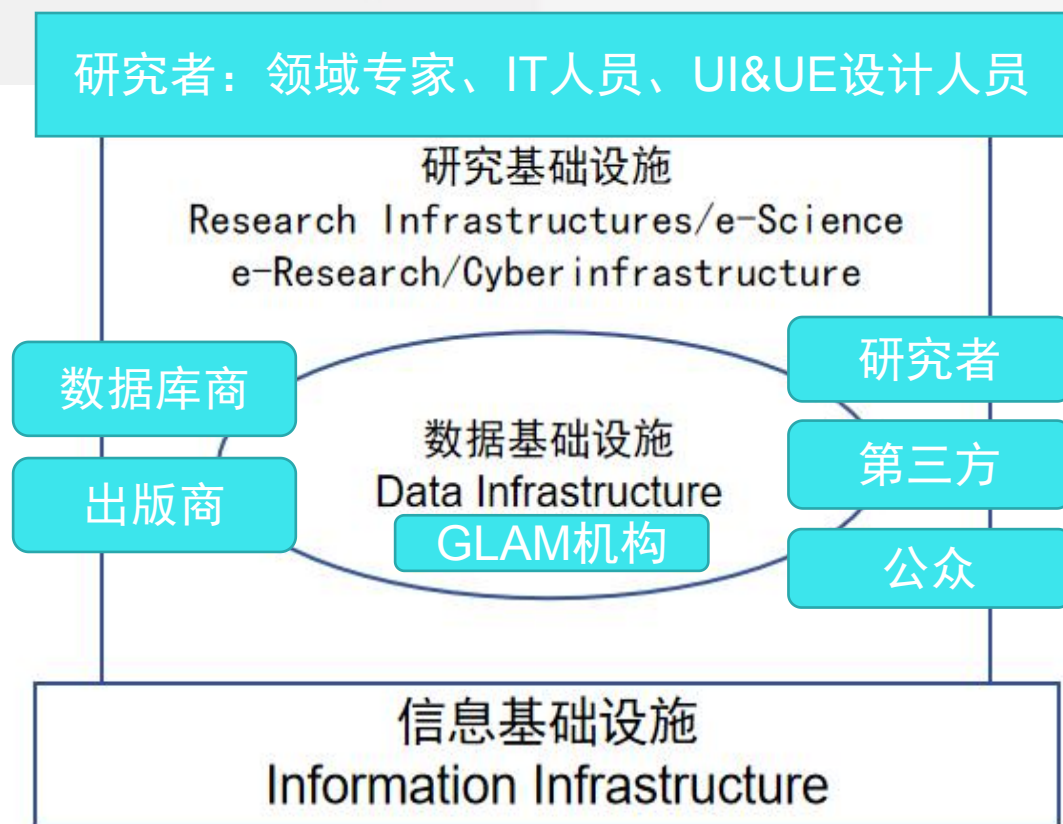 研究者：领域专家、IT人员、UI&UE设计人员
研究基础设施
Research Infrastructures/e-Science
e-Research/Cyberinfrastructure
数据库商
出版商
数据基础设施
Data Infrastructure
GLAM机构
研究者
第三方
公众
信息基础设施
Information Infrastructure